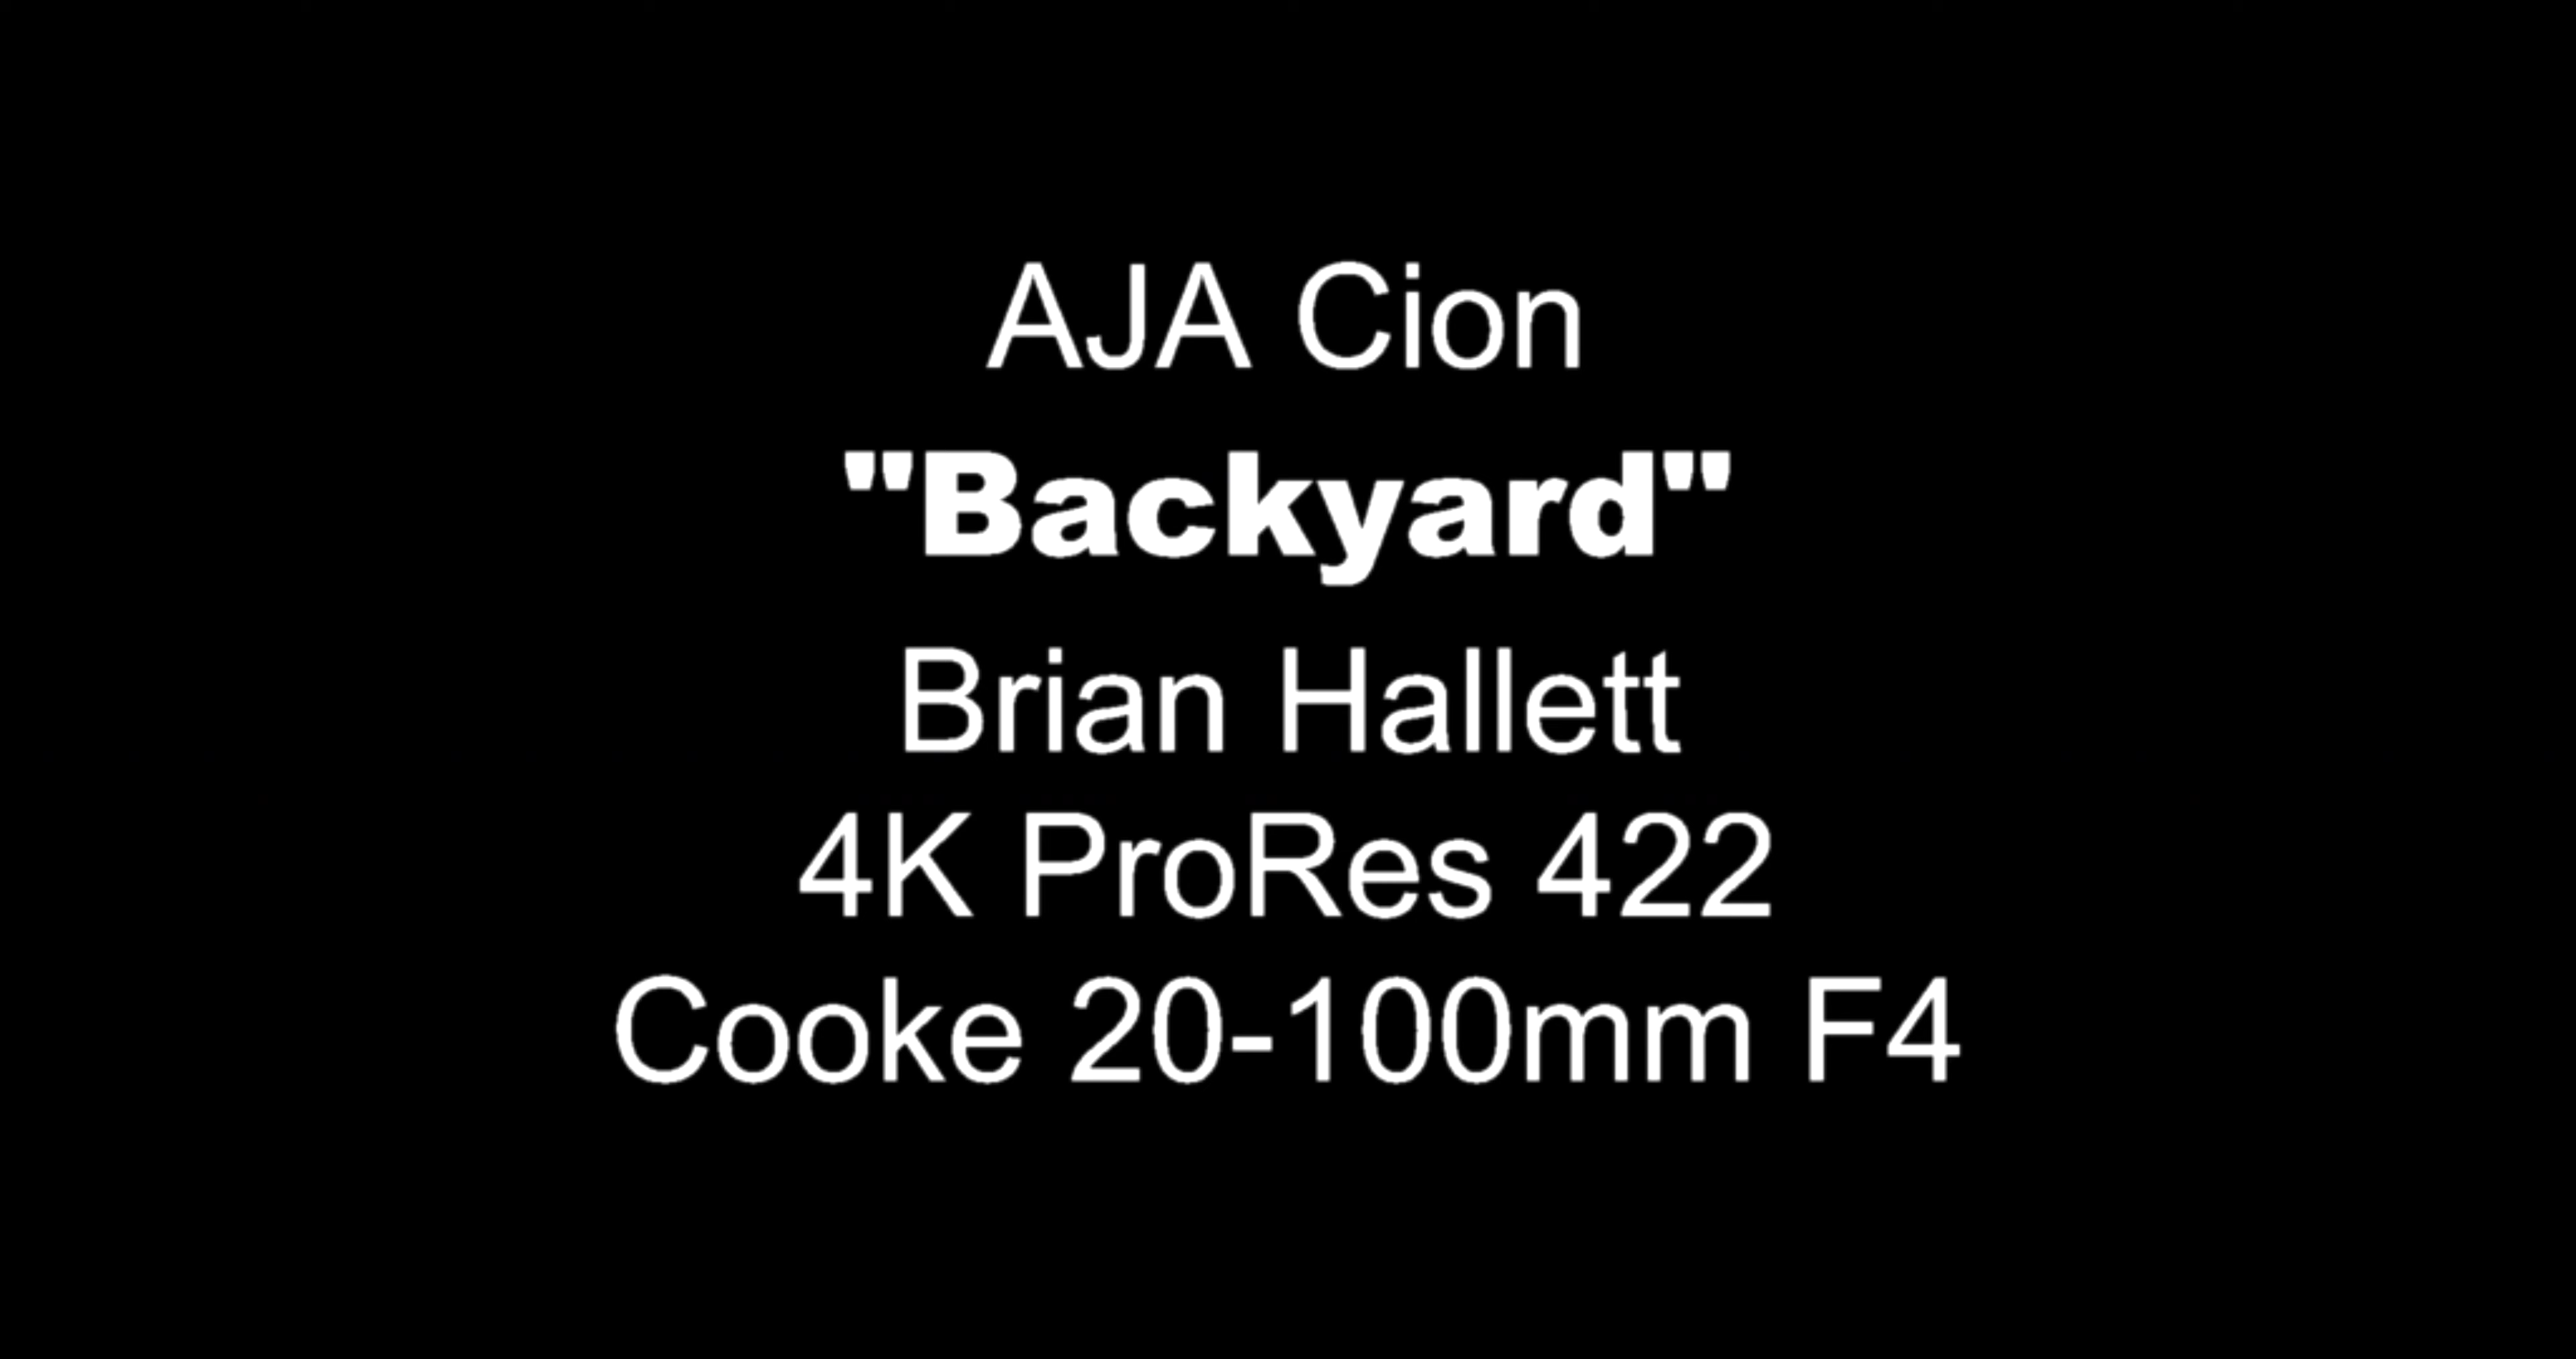 AJA Cion
"Backyard"
Brian Hallett
4K ProRes 422
Cooke 20-100mm F4